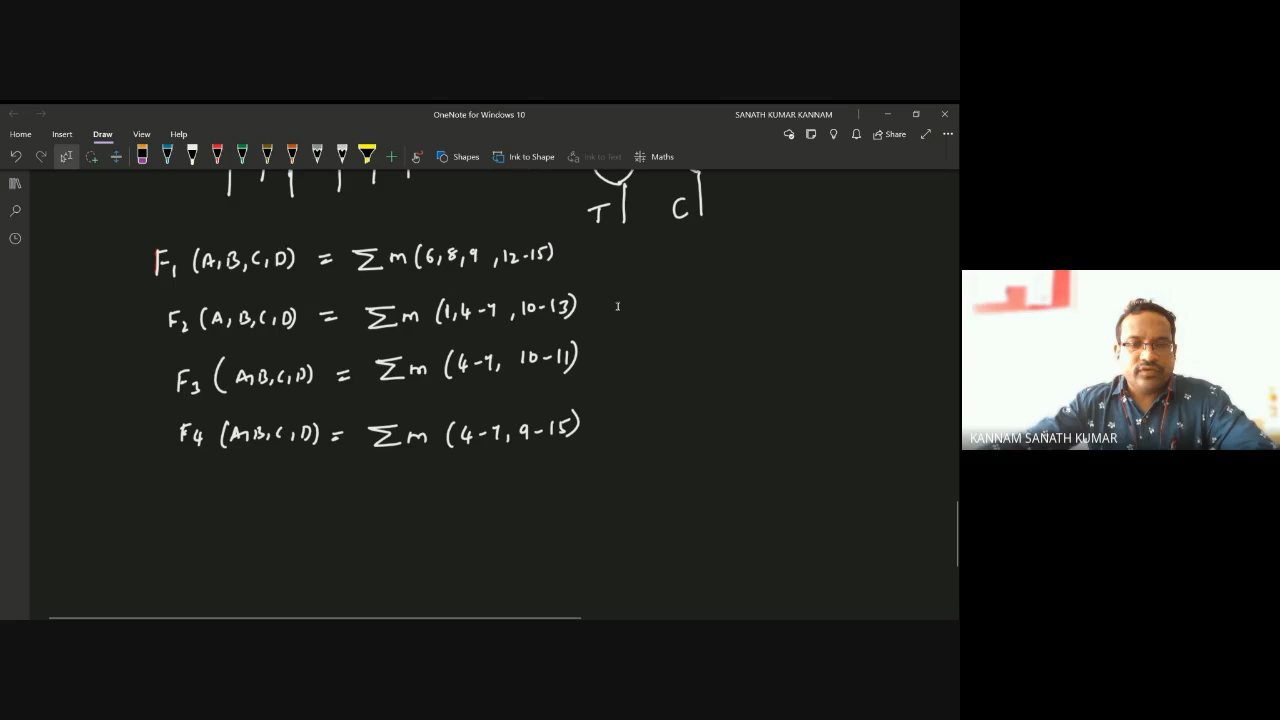 OneNote for Windows 10
SANATH KUMAR KANNAM
Home Insert Draw View Help
Share
Shapes Ink to Shape Ink to Text Maths
T C
F1 (A,B,C,D) = Σm(6,8,9 ,12-15)
F2 (A,B,C,D) = Σm (1,4-7 ,10-13)
F3 (A,B,C,D) = Σm (4-7, 10-11)
F4 (A,B,C,D) = Σm (4-7, 9-15)
KANNAM SANATH KUMAR